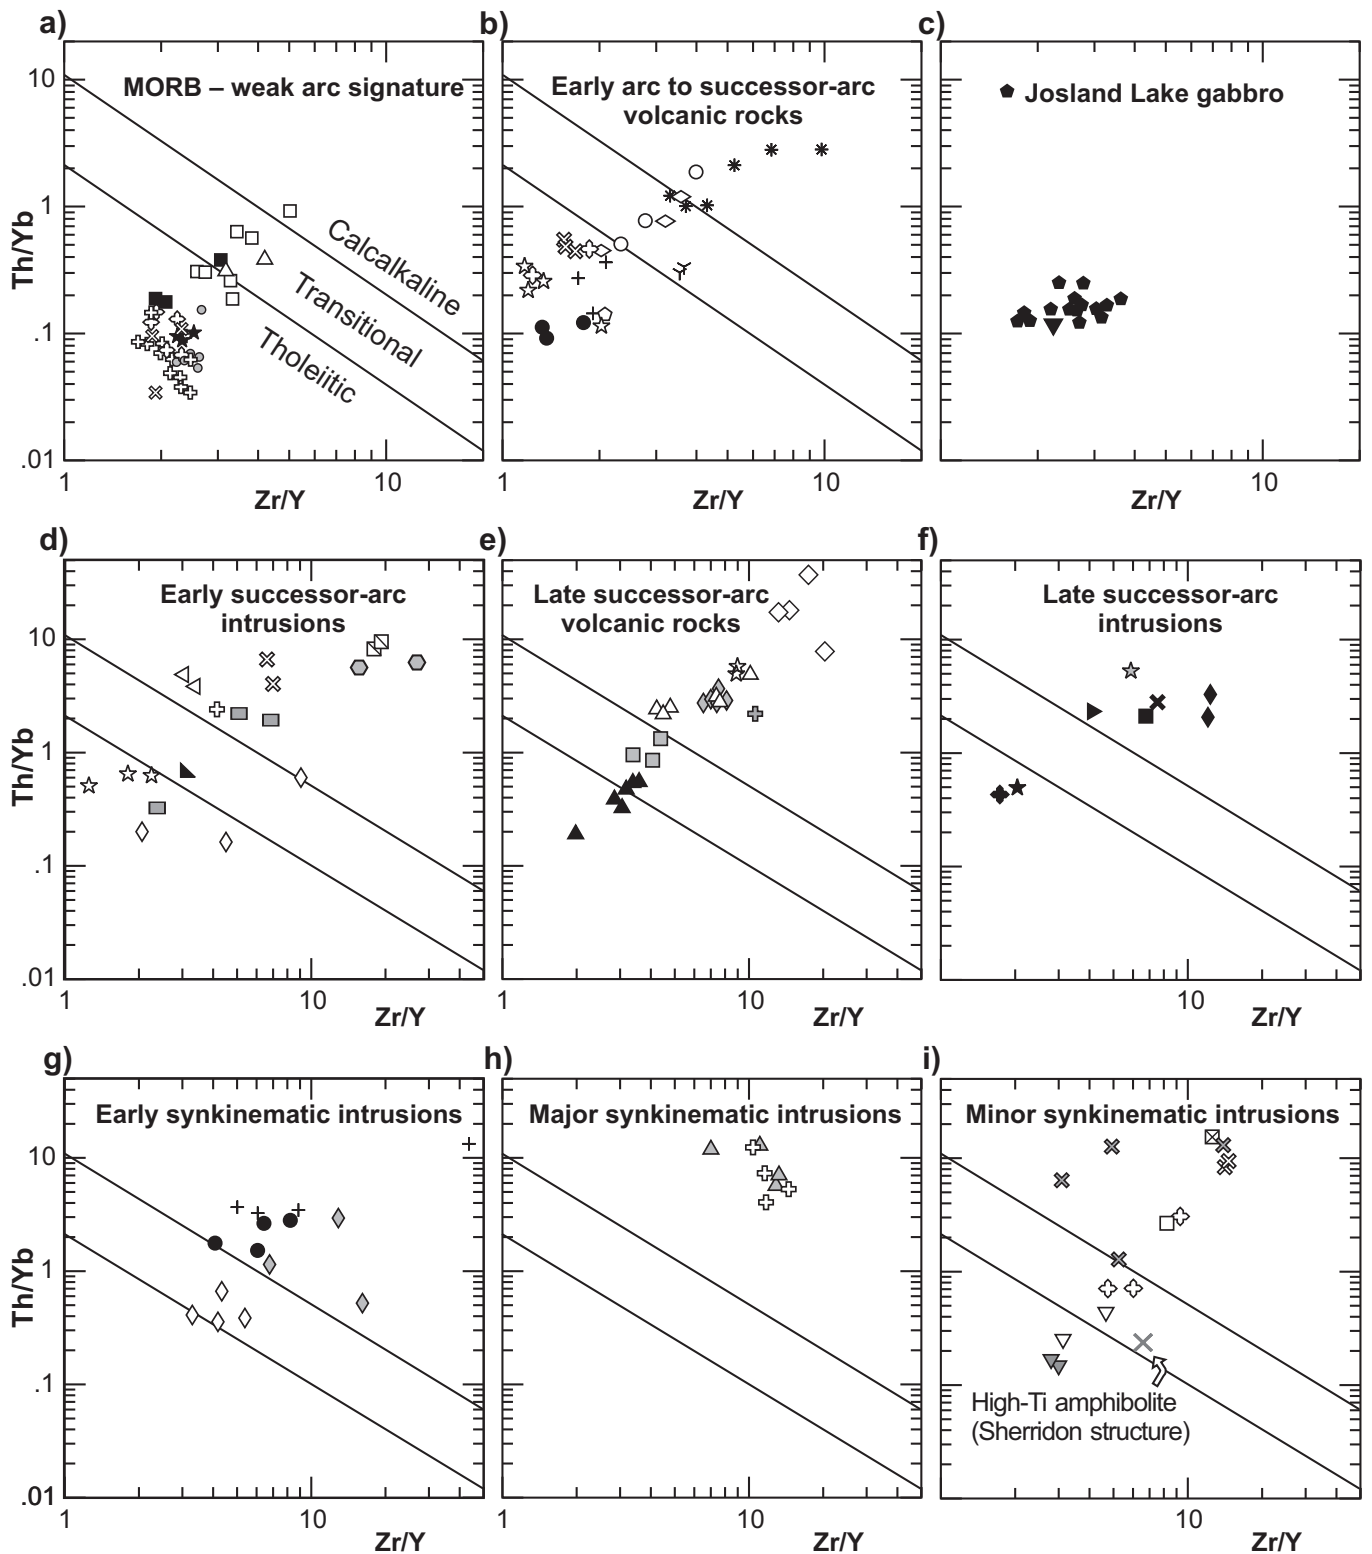 a)
MORB – weak arc signature
Calcalkaline
Transitional
Tholeiitic
10
1
.1
.01
Th/Yb
1
10
Zr/Y
b)
Early arc to successor-arc
volcanic rocks
1
10
Zr/Y
c)
Josland Lake gabbro
1
10
Zr/Y
d)
Early successor-arc
intrusions
10
1
.1
.01
Th/Yb
1
10
Zr/Y
e)
Late successor-arc
volcanic rocks
1
10
Zr/Y
f)
Late successor-arc
intrusions
10
Zr/Y
g)
Early synkinematic intrusions
10
1
.1
.01
Th/Yb
1
10
Zr/Y
h)
Major synkinematic intrusions
1
10
Zr/Y
i)
Minor synkinematic intrusions
High-Ti amphibolite
(Sherridon structure)
10
Zr/Y